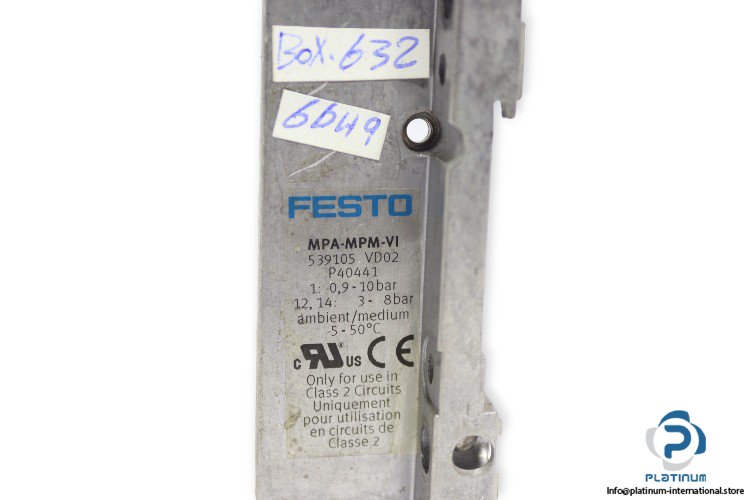 BOX.632
6bH9
FESTO
MPA-MPM-VI
539105 VD02
P40441
1: -0,9-10bar
12, 14: 3- 8bar
ambient/medium
-5-50°C
c RU® US CE
Only for use in
Class 2 Circuits
Uniquement
pour utilisation
en circuits de
Classe 2
PLATINUM
Info@platinum-international.store